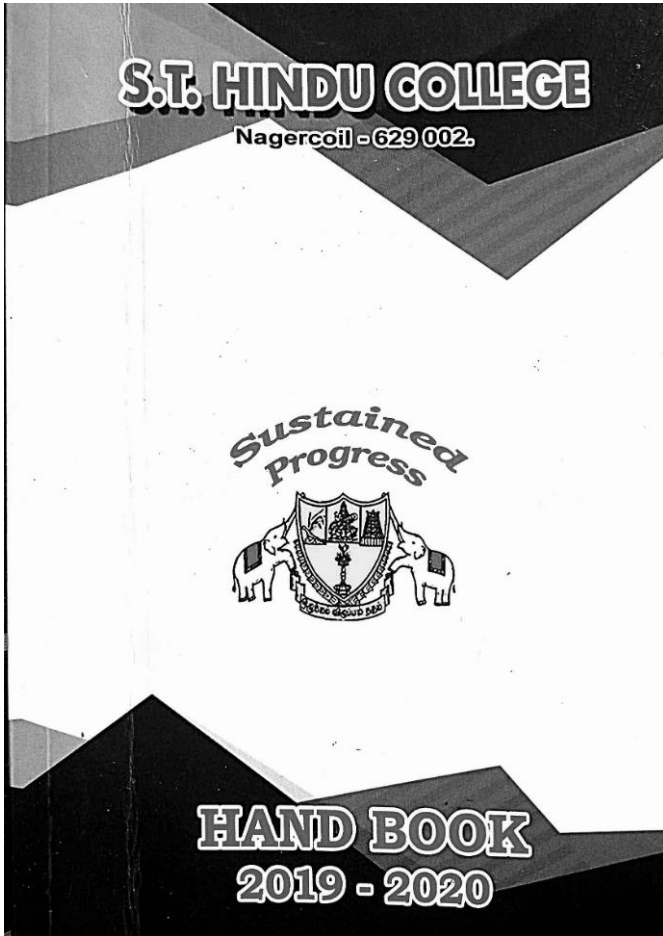 S.T. HINDU COLLEGE
Nagercoil - 629 002.
Sustained
Progress
HAND BOOK
2019 - 2020